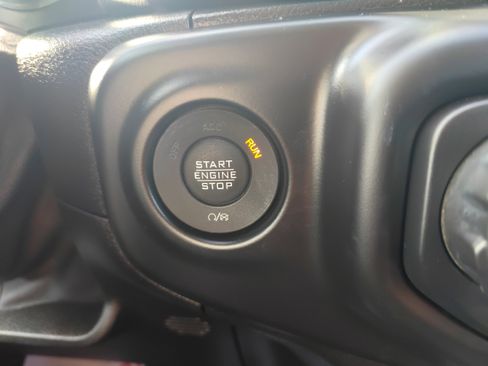 OFF
ACC
RUN
START
ENGINE
STOP